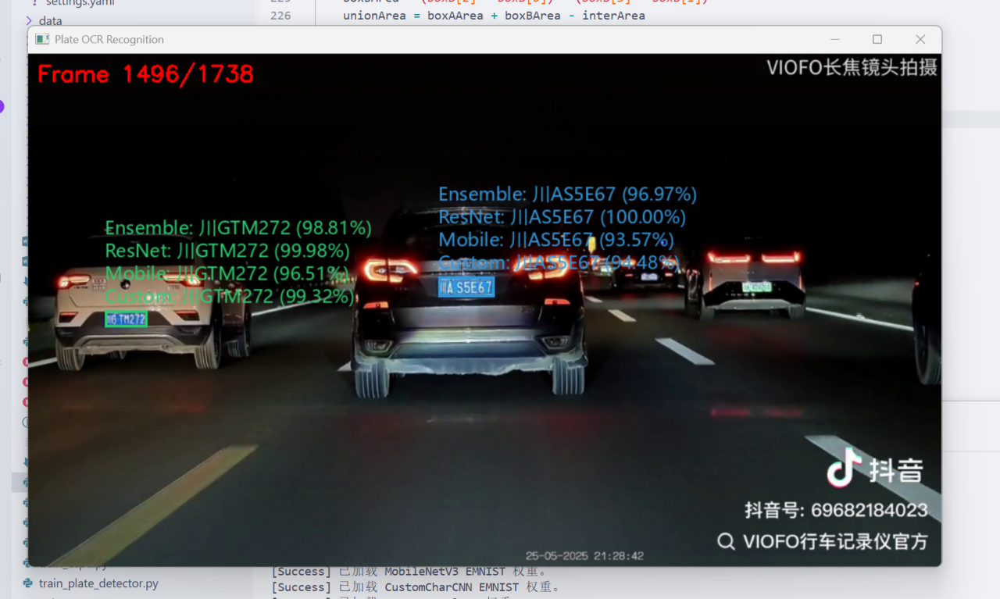 settings.yaml
data
226
unionArea = boxAArea + boxBArea - interArea
Plate OCR Recognition
Frame 1496/1738
VIOFO长焦镜头拍摄
Ensemble: 川AS5E67 (96.97%)
ResNet: 川AS5E67 (100.00%)
Mobile: 川AS5E67 (93.57%)
Custom: 川AS5E67 (94.48%)
Ensemble: 川GTM272 (98.81%)
ResNet: 川GTM272 (99.98%)
Mobile: 川GTM272 (96.51%)
Custom: 川GTM272 (99.32%)
川A S5E67
川G TM272
抖音
抖音号: 69682184023
VIOFO行车记录仪官方
25-05-2025 21:28:42
[Success] 已加载 MobileNetV3 EMNIST 权重。
train_plate_detector.py
[Success] 已加载 CustomCharCNN EMNIST 权重。